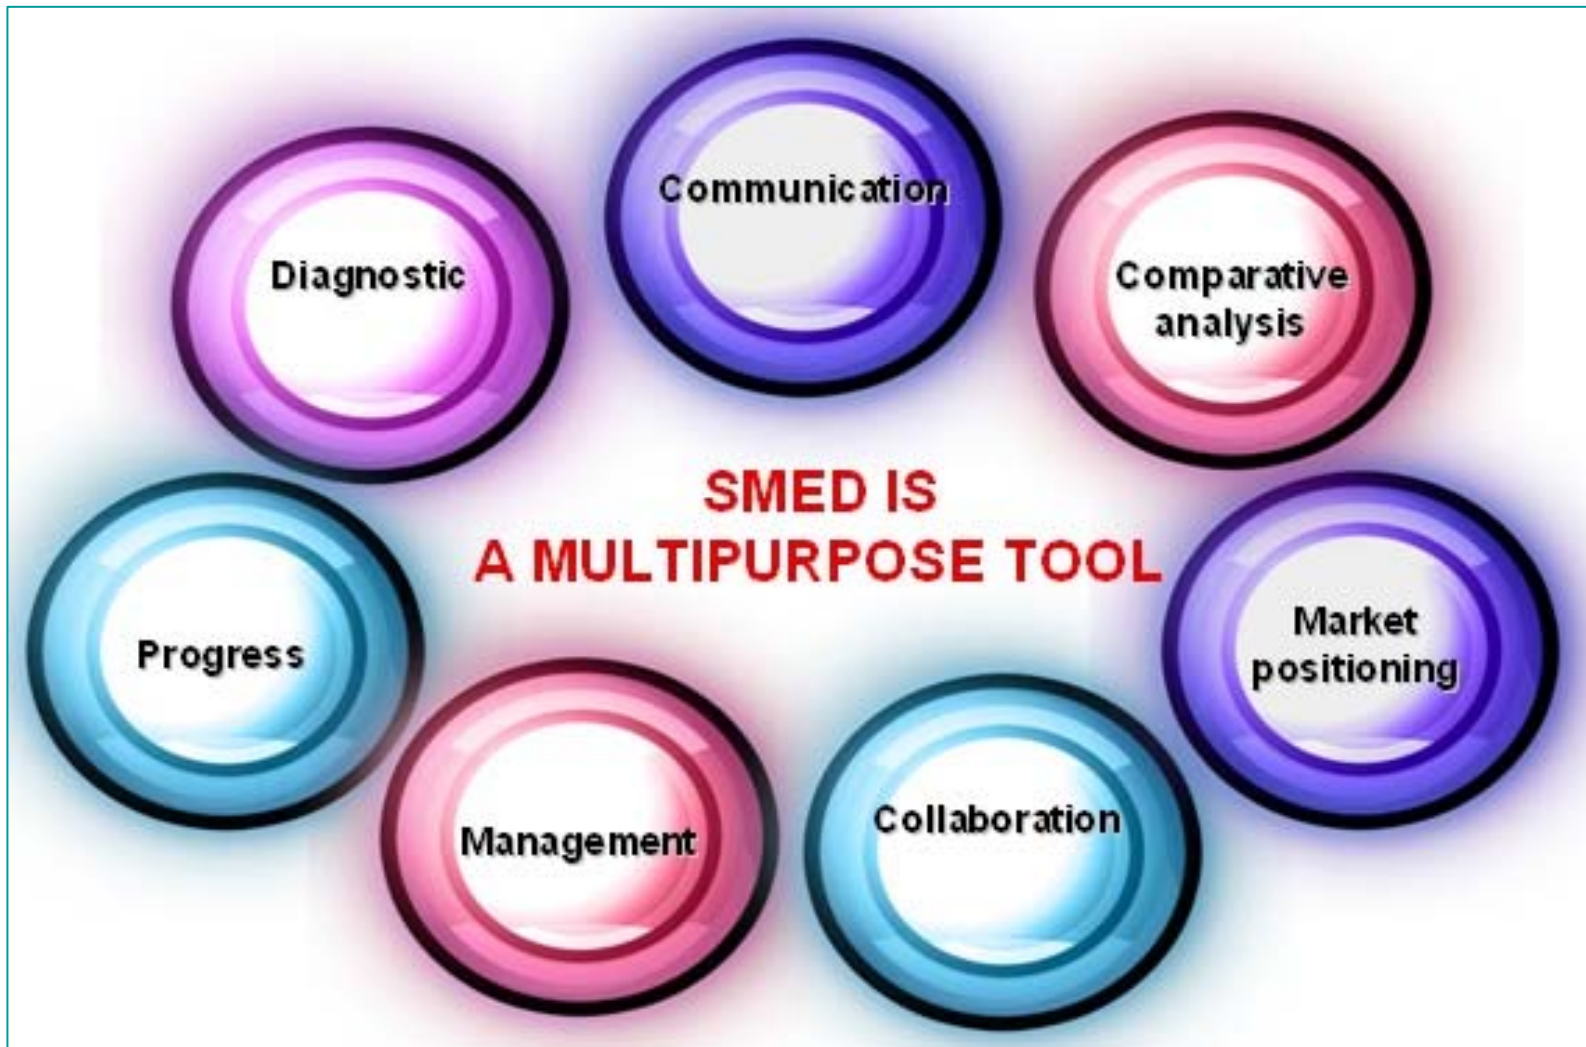 Communication
Diagnostic
Comparative
analysis
SMED IS
A MULTIPURPOSE TOOL
Market
positioning
Progress
Management
Collaboration